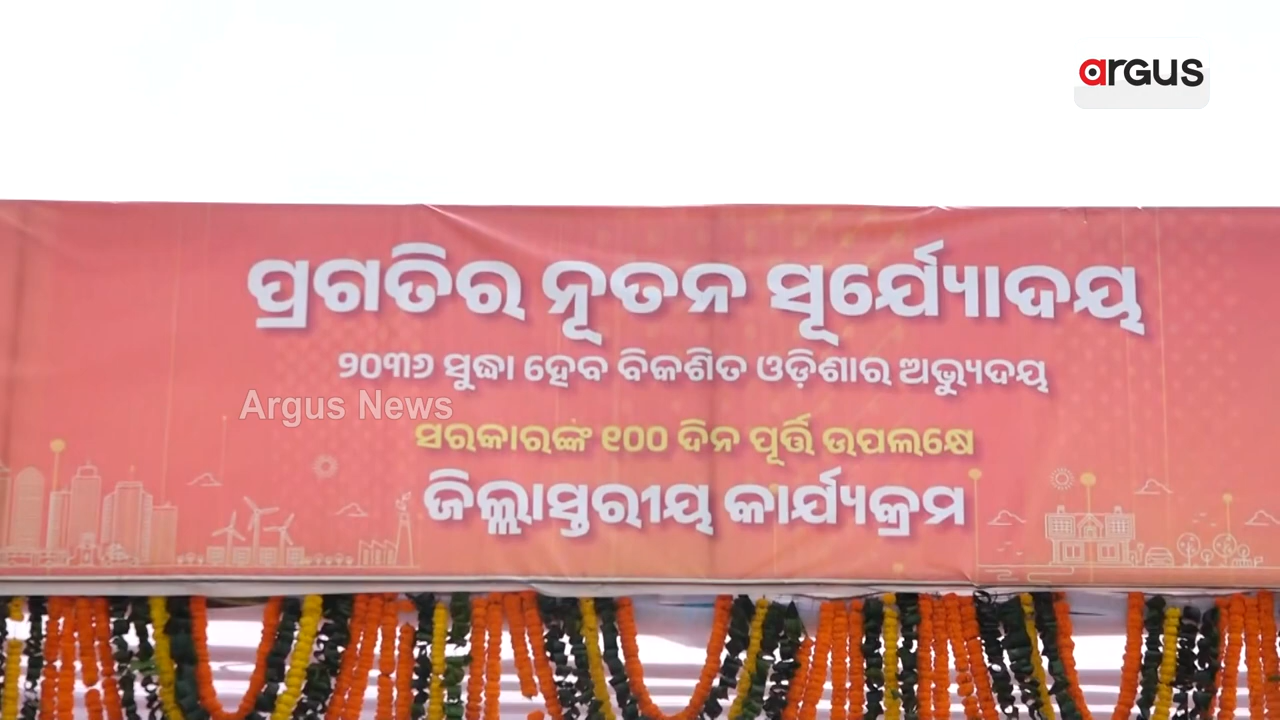 argus
ପ୍ରଗତିର ନୂତନ ସୂର୍ଯ୍ୟୋଦୟ
୨୦୩୬ ସୁଦ୍ଧା ହେବ ବିକଶିତ ଓଡ଼ିଶାର ଅଭ୍ୟୁଦୟ
Argus News
ସରକାରଙ୍କ ୧୦୦ ଦିନ ପୂର୍ତ୍ତି ଉପଲକ୍ଷେ
ଜିଲ୍ଲାସ୍ତରୀୟ କାର୍ଯ୍ୟକ୍ରମ